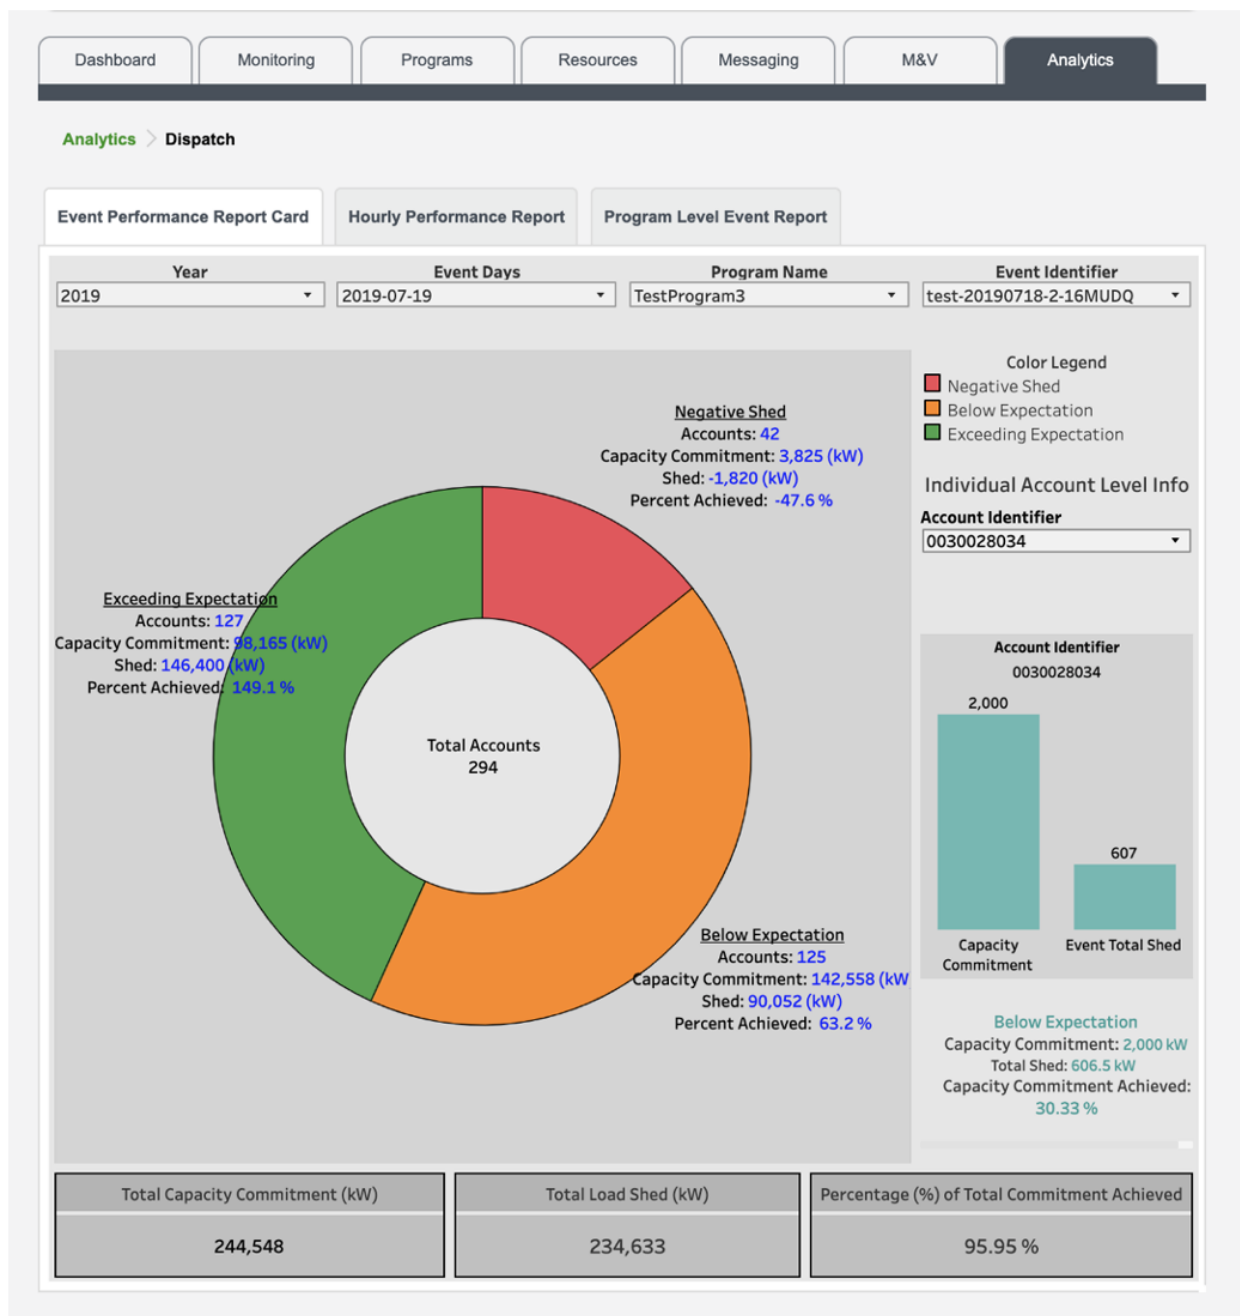 Dashboard
Monitoring
Programs
Resources
Messaging
M&V
Analytics
Analytics
Dispatch
Event Performance Report Card
Hourly Performance Report
Program Level Event Report
Year
Event Days
Program Name
Event Identifier
2019
2019-07-19
TestProgram3
test-20190718-2-16MUDQ
Negative Shed
Accounts: 42
Capacity Commitment: 3,825 (kW)
Shed: -1,820 (kW)
Percent Achieved: -47.6 %
Exceeding Expectation
Accounts: 127
Capacity Commitment: 98,165 (kW)
Shed: 146,400 (kW)
Percent Achieved: 149.1 %
Total Accounts
294
Below Expectation
Accounts: 125
Capacity Commitment: 142,558 (kW
Shed: 90,052 (kW)
Percent Achieved: 63.2 %
Color Legend
Negative Shed
Below Expectation
Exceeding Expectation
Individual Account Level Info
Account Identifier
0030028034
Account Identifier
0030028034
2,000
607
Capacity
Commitment
Event Total Shed
Below Expectation
Capacity Commitment: 2,000 kW
Total Shed: 606.5 kW
Capacity Commitment Achieved:
30.33 %
Total Capacity Commitment (kW)
244,548
Total Load Shed (kW)
234,633
Percentage (%) of Total Commitment Achieved
95.95 %